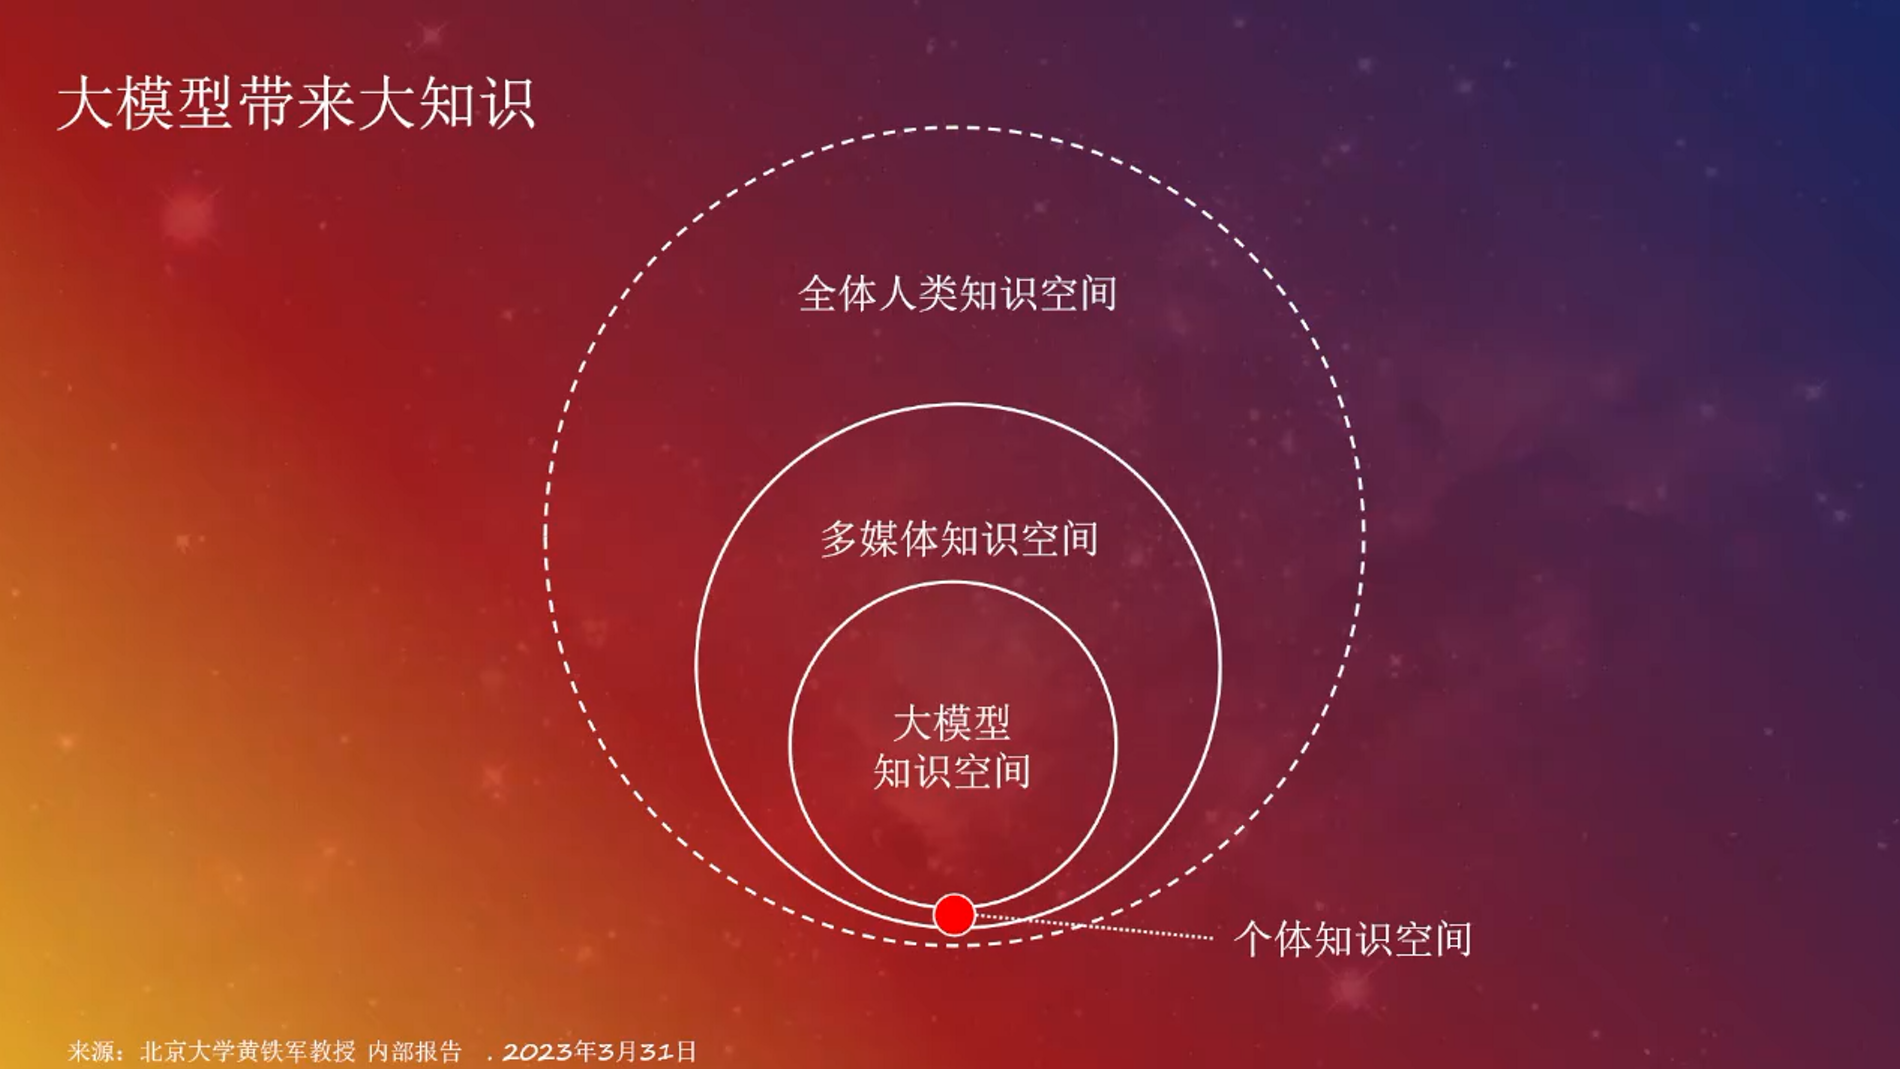 大模型带来大知识
全体人类知识空间
多媒体知识空间
大模型
知识空间
个体知识空间
来源：北京大学黄铁军教授 内部报告 . 2023年3月31日